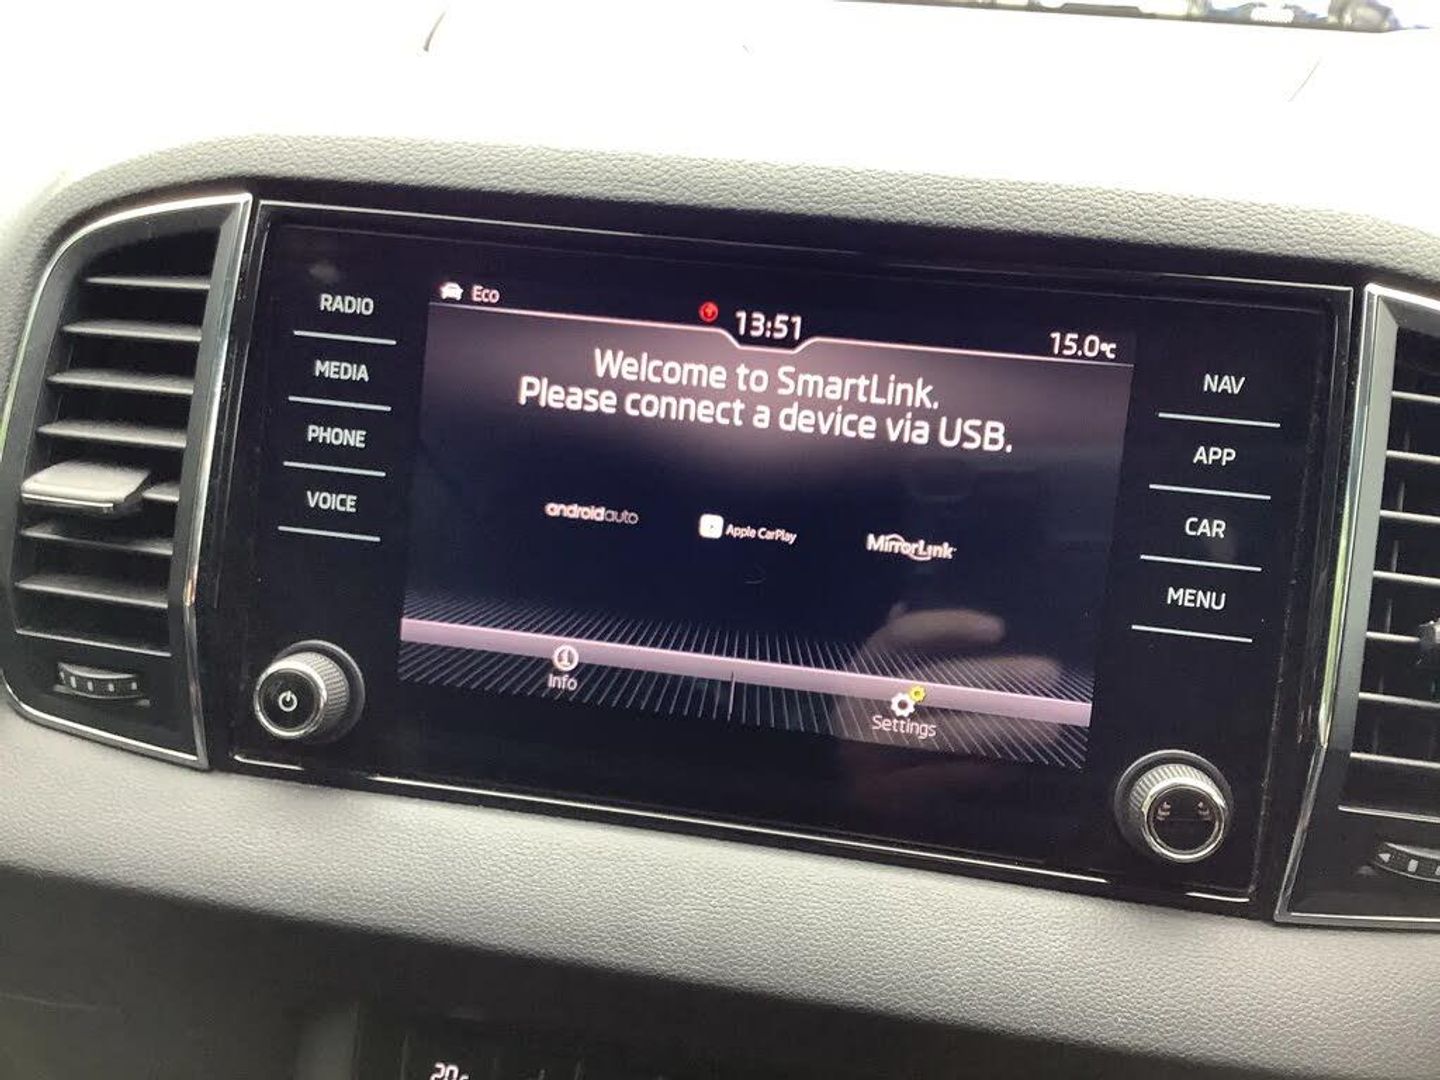 RADIO
MEDIA
PHONE
VOICE
Eco
13:51
15.0°C
Welcome to SmartLink.
Please connect a device via USB.
androidauto
Apple CarPlay
MirrorLink
Info
Settings
NAV
APP
CAR
MENU
20